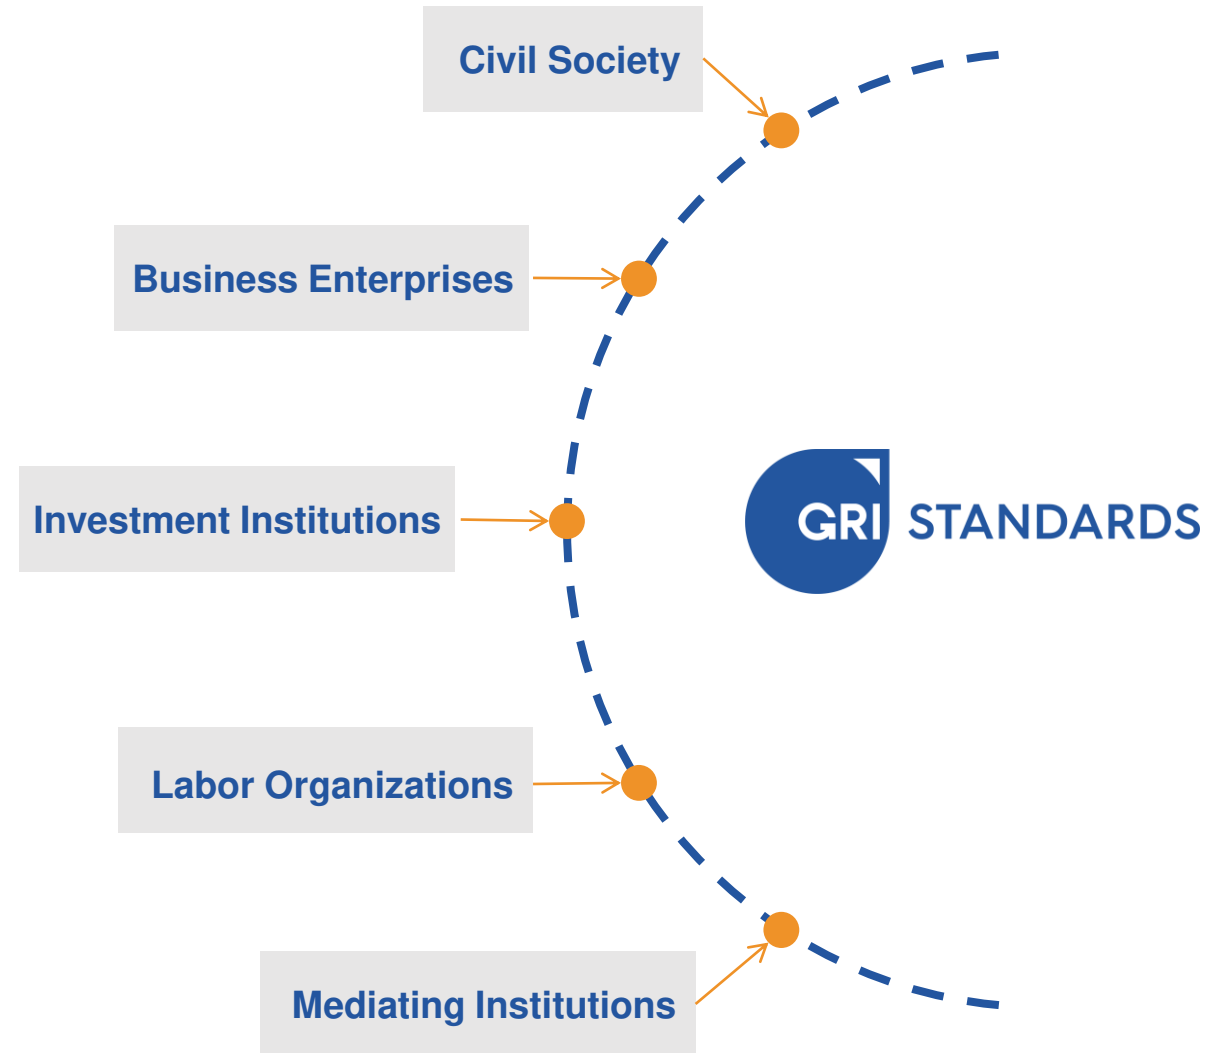 Civil Society
Business Enterprises
Investment Institutions
GRI STANDARDS
Labor Organizations
Mediating Institutions